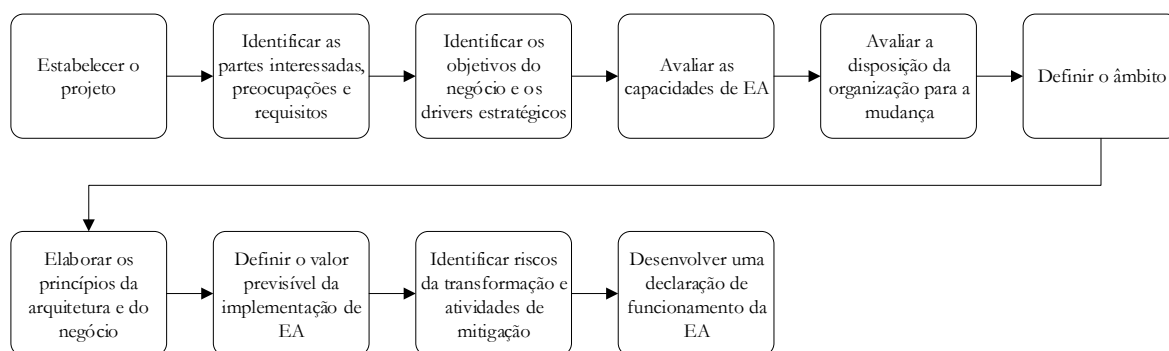 Estabelecer o
projeto
Identificar as
partes interessadas,
preocupações e
requisitos
Identificar os
objetivos do
negócio e os
drivers estratégicos
Avaliar as
capacidades de EA
Avaliar a
disposição da
organização para a
mudança
Definir o âmbito
Elaborar os
princípios da
arquitetura e do
negócio
Definir o valor
previsível da
implementação de
EA
Identificar riscos
da transformação e
atividades de
mitigação
Desenvolver uma
declaração de
funcionamento da
EA